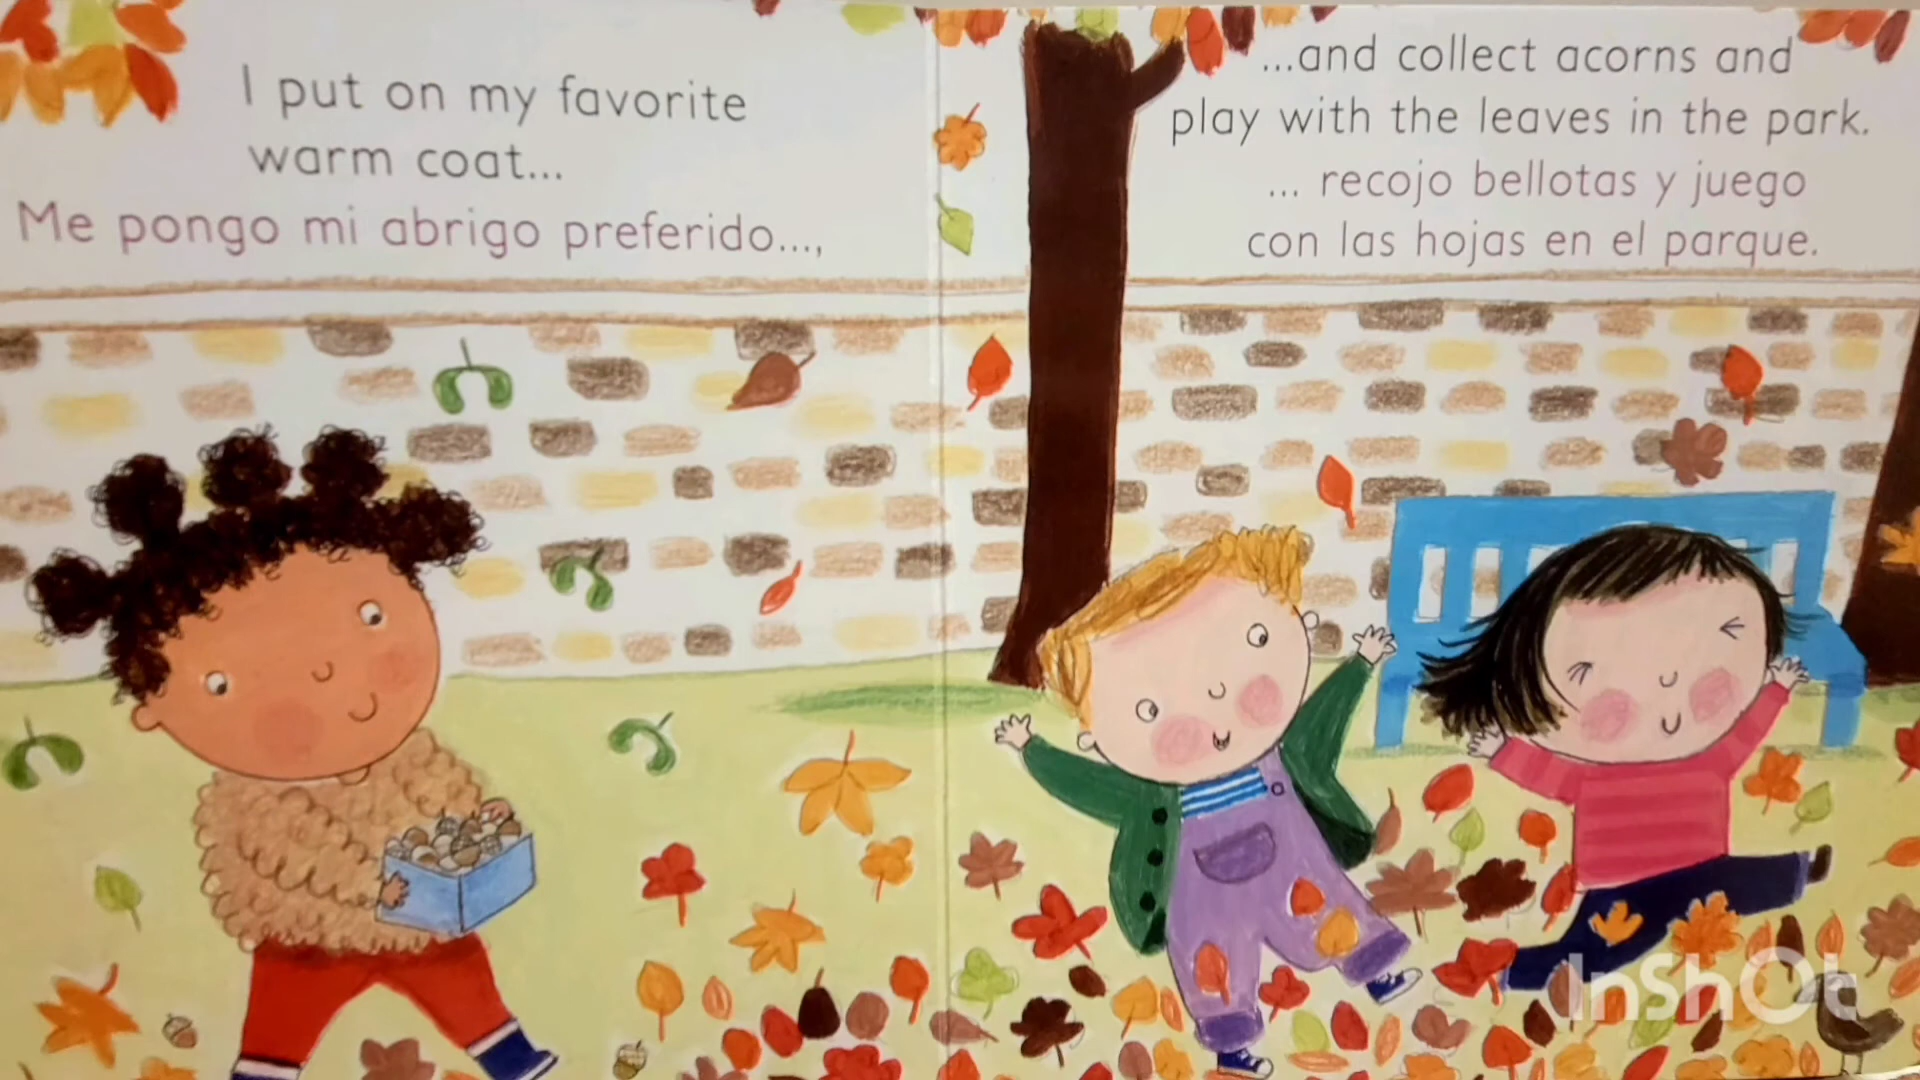 I put on my favorite
warm coat...
Me pongo mi abrigo preferido...,
...and collect acorns and
play with the leaves in the park.
... recojo bellotas y juego
con las hojas en el parque.
InShOt